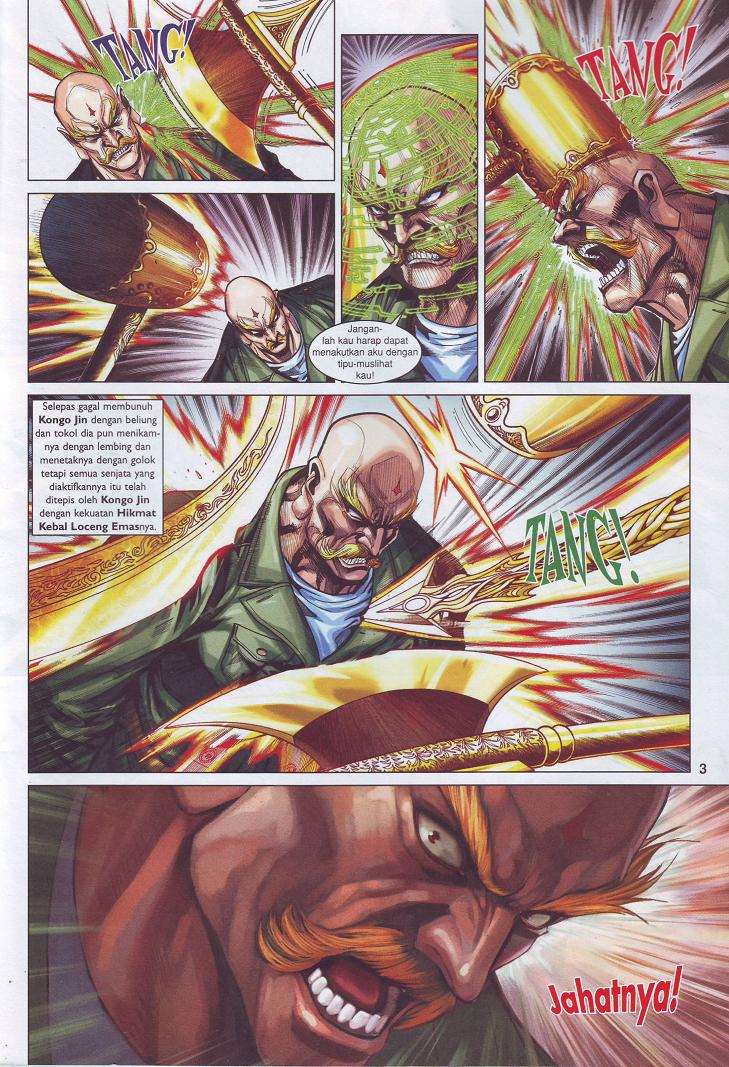 TANG!
TANG!
Jangan-
lah kau harap dapat
menakutkan aku dengan
tipu-muslihat
kau!
Selepas gagal membunuh
Kongo Jin dengan beliung
dan tokol dia pun menikam-
nya dengan lembing dan
menetaknya dengan golok
tetapi semua senjata yang
diaktifkannya itu telah
ditepis oleh Kongo Jin
dengan kekuatan Hikmat
Kebal Loceng Emasnya.
TANG!
3
Jahatnya!